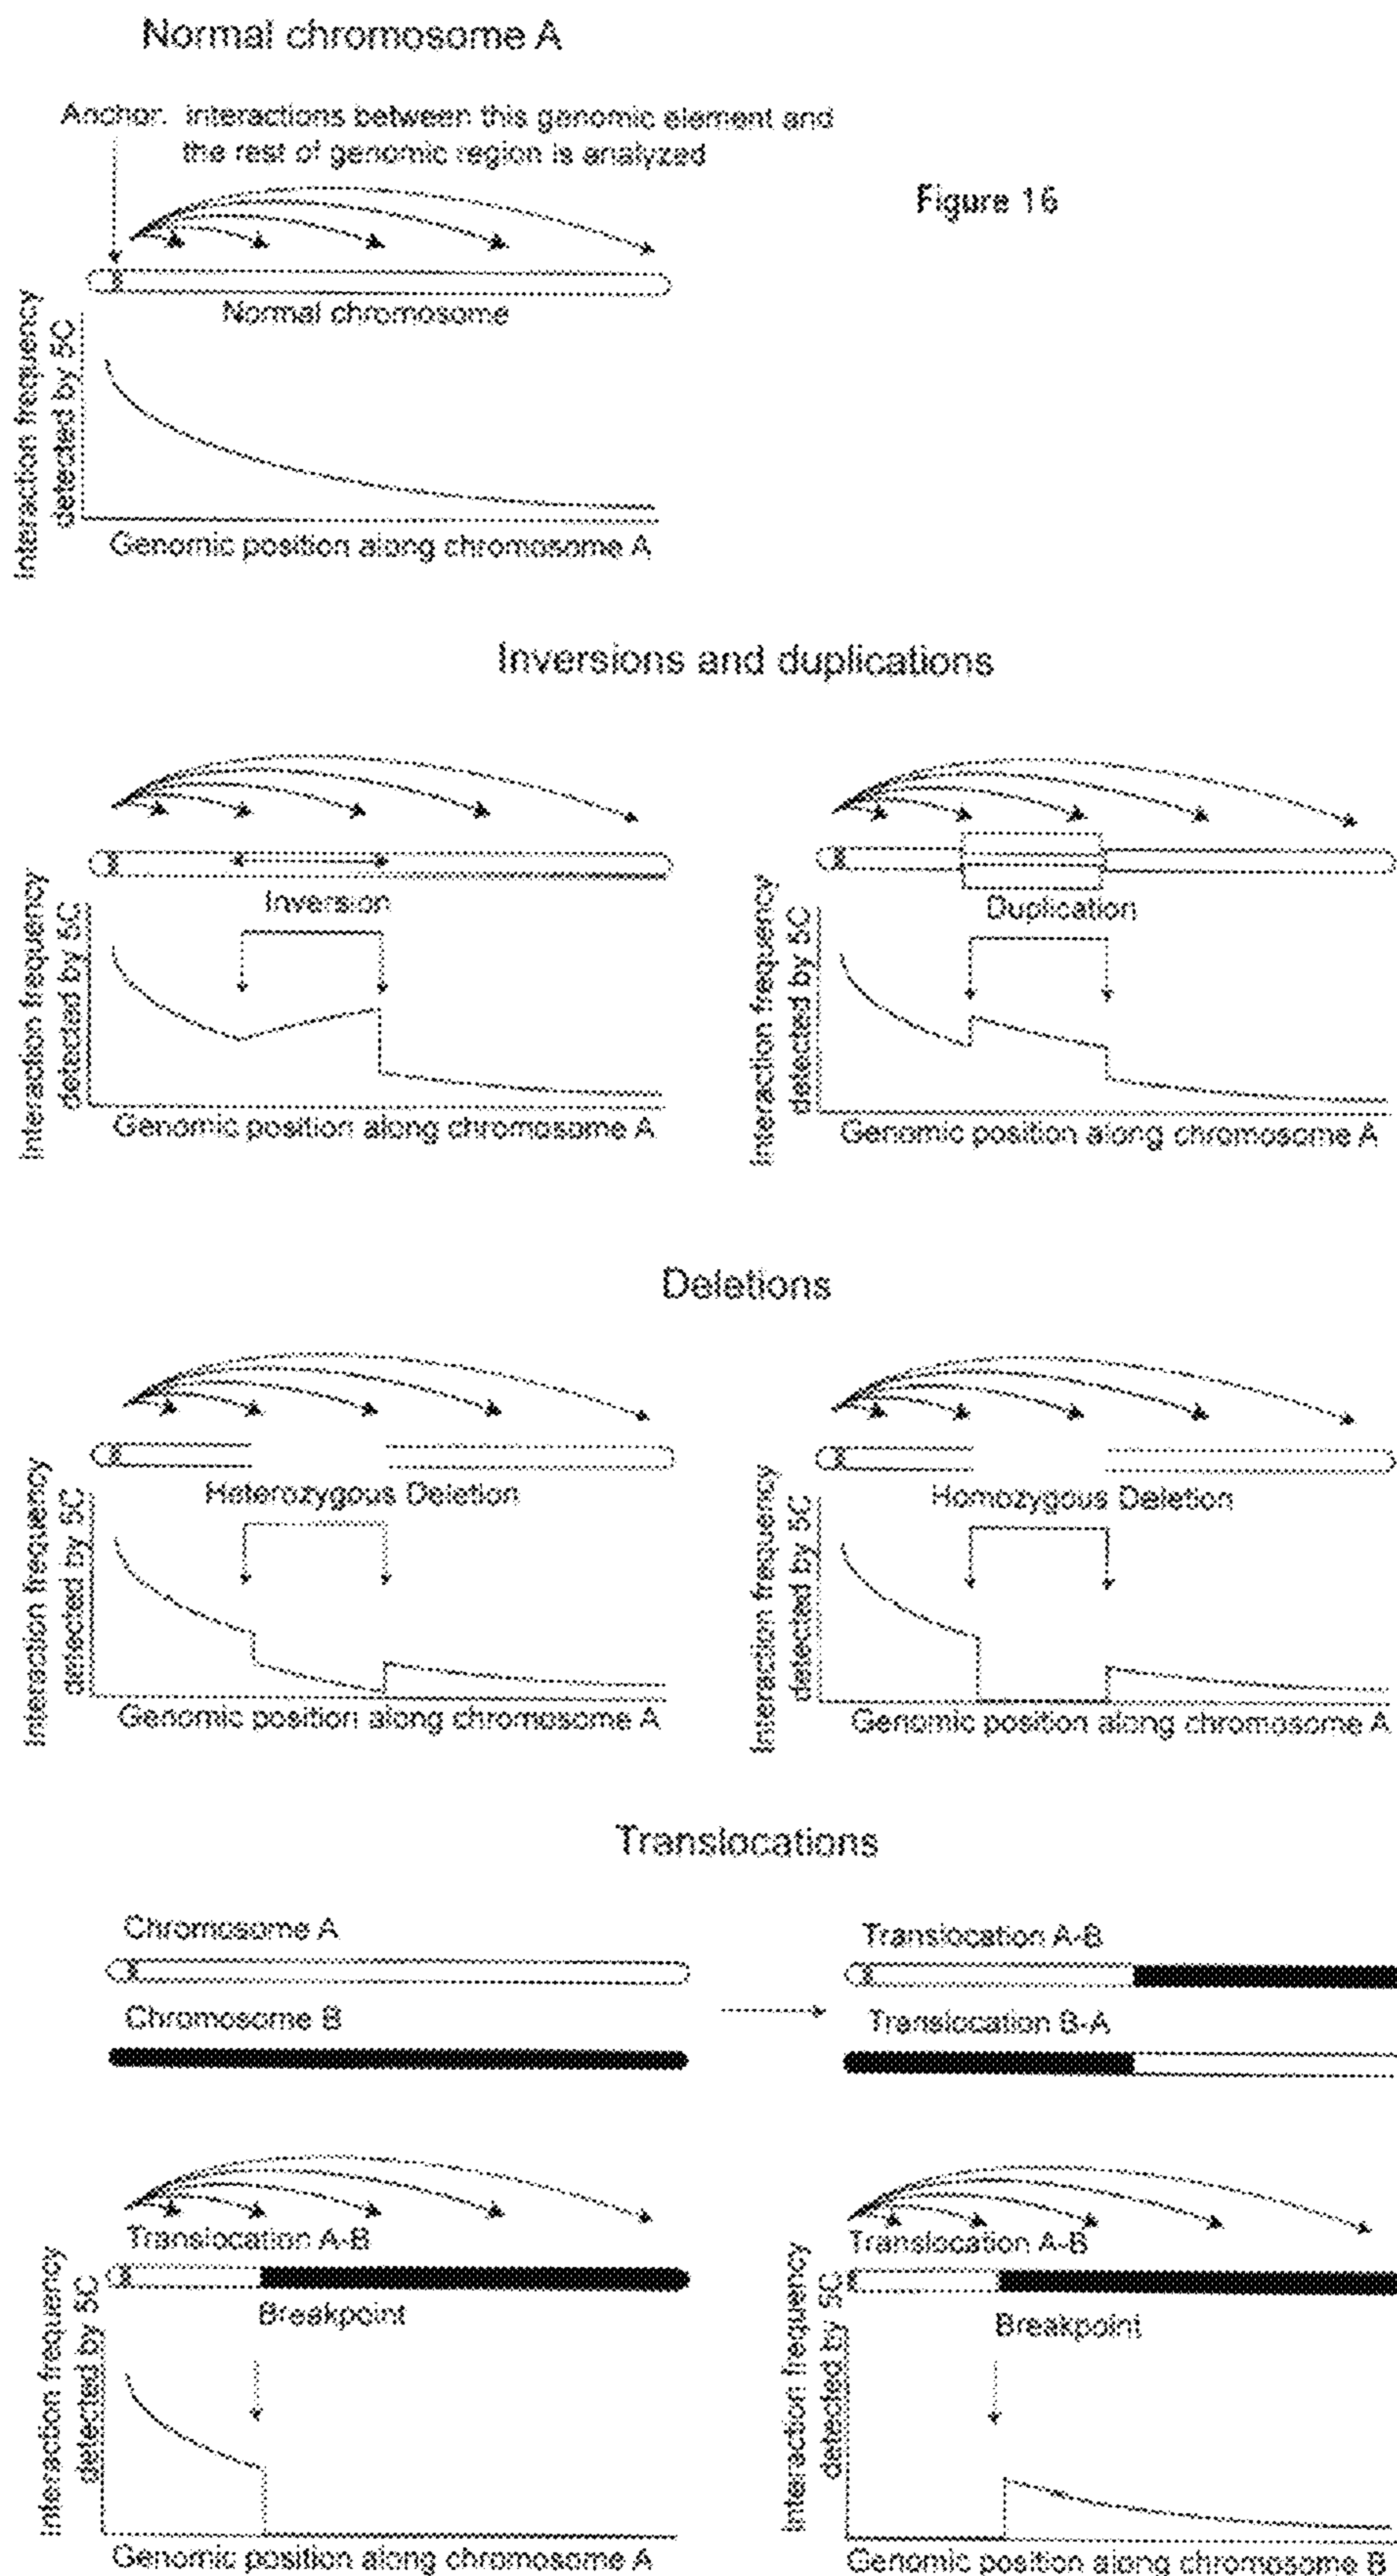 Normal chromosome A
Anchor: interactions between this genomic element and
the rest of genomic region is analyzed
Figure 16
Normal chromosome
Interaction frequency
detected by 5C
Genomic position along chromosome A
Inversions and duplications
Inversion
Interaction frequency
detected by 5C
Genomic position along chromosome A
Duplication
Interaction frequency
detected by 5C
Genomic position along chromosome A
Deletions
Heterozygous Deletion
Interaction frequency
detected by 5C
Genomic position along chromosome A
Homozygous Deletion
Interaction frequency
detected by 5C
Genomic position along chromosome A
Translocations
Chromosome A
Chromosome B
Translocation A-B
Translocation B-A
Translocation A-B
Breakpoint
Interaction frequency
detected by 5C
Genomic position along chromosome A
Translocation A-B
Breakpoint
Interaction frequency
detected by 5C
Genomic position along chromosome B